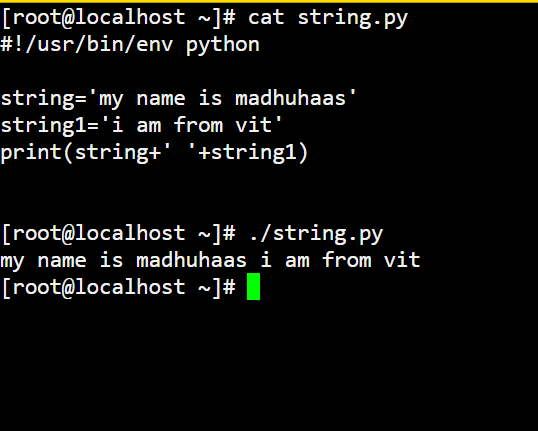 [root@localhost ~]# cat string.py
#!/usr/bin/env python
string='my name is madhuhaas'
string1='i am from vit'
print(string+' '+string1)
[root@localhost ~]# ./string.py
my name is madhuhaas i am from vit
[root@localhost ~]#